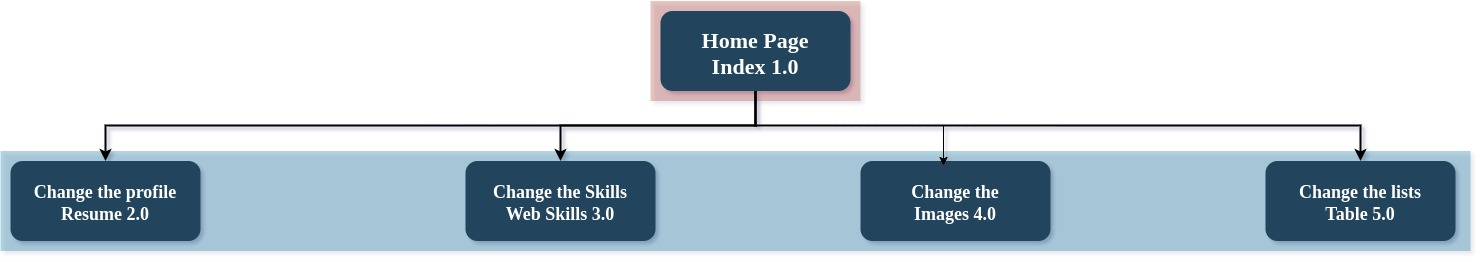 Home Page
Index 1.0
Change the profile
Resume 2.0
Change the Skills
Web Skills 3.0
Change the
Images 4.0
Change the lists
Table 5.0